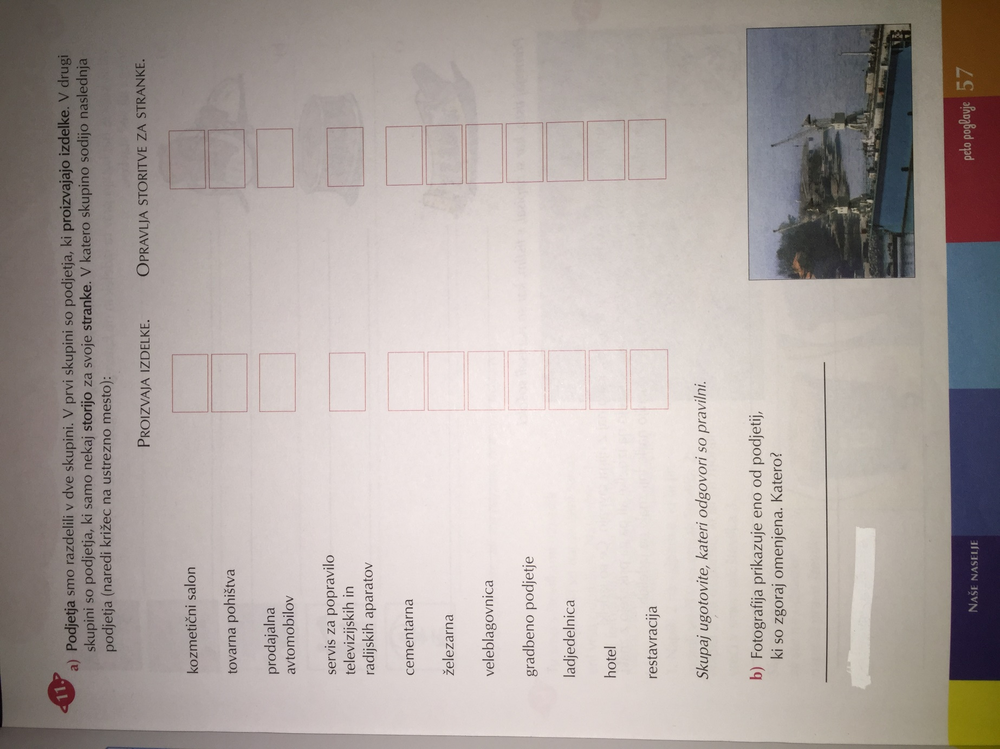 11.
a) Podjetja smo razdelili v dve skupini. V prvi skupini so podjetja, ki proizvajajo izdelke. V drugi
skupini so podjetja, ki samo nekaj storijo za svoje stranke. V katero skupino sodijo naslednja
podjetja (naredi križec na ustrezno mesto):
PROIZVAJA IZDELKE. OPRAVLJA STORITVE ZA STRANKE.
kozmetični salon
tovarna pohištva
prodajalna
avtomobilov
servis za popravilo
televizijskih in
radijskih aparatov
cementarna
železarna
veleblagovnica
gradbeno podjetje
ladjedelnica
hotel
restavracija
Skupaj ugotovite, kateri odgovori so pravilni.
b) Fotografija prikazuje eno od podjetij,
ki so zgoraj omenjena. Katero?
NAŠE NASELJE peto poglavje 57